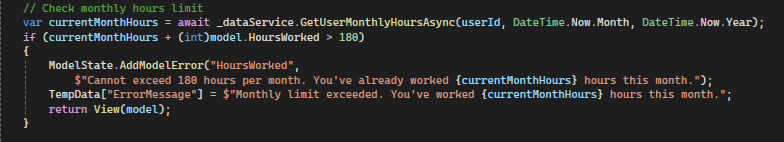 // Check monthly hours limit
var currentMonthHours = await _dataService.GetUserMonthlyHoursAsync(userId, DateTime.Now.Month, DateTime.Now.Year);
if (currentMonthHours + (int)model.HoursWorked > 180)
{
    ModelState.AddModelError("HoursWorked",
        $"Cannot exceed 180 hours per month. You've already worked {currentMonthHours} hours this month.");
    TempData["ErrorMessage"] = $"Monthly limit exceeded. You've worked {currentMonthHours} hours this month.";
    return View(model);
}